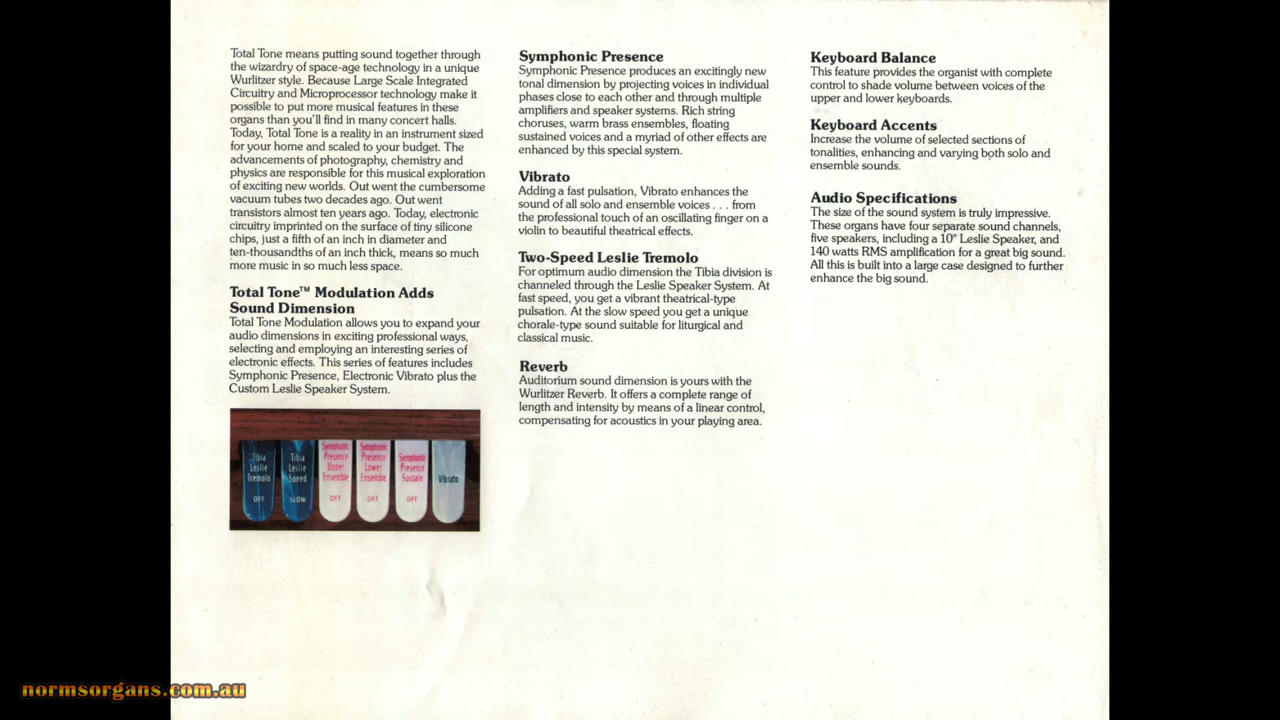 Total Tone means putting sound together through
the wizardry of space-age technology in a unique
Wurlitzer style. Because Large Scale Integrated
Circuitry and Microprocessor technology make it
possible to put more musical features in these
organs than you'll find in many concert halls.
Today, Total Tone is a reality in an instrument sized
for your home and scaled to your budget. The
advancements of photography, chemistry and
physics are responsible for this musical exploration
of exciting new worlds. Out went the cumbersome
vacuum tubes two decades ago. Out went
transistors almost ten years ago. Today, electronic
circuitry imprinted on the surface of tiny silicone
chips, just a fifth of an inch in diameter and
ten-thousandths of an inch thick, means so much
more music in so much less space.
Total Tone™ Modulation Adds
Sound Dimension
Total Tone Modulation allows you to expand your
audio dimensions in exciting professional ways,
selecting and employing an interesting series of
electronic effects. This series of features includes
Symphonic Presence, Electronic Vibrato plus the
Custom Leslie Speaker System.
Tibia
Leslie
Tremolo
OFF
Tibia
Leslie
Speed
SLOW
Symphonic
Presence
Upper
Ensemble
OFF
Symphonic
Presence
Lower
Ensemble
OFF
Symphonic
Presence
Sustain
OFF
Vibrato
Symphonic Presence
Symphonic Presence produces an excitingly new
tonal dimension by projecting voices in individual
phases close to each other and through multiple
amplifiers and speaker systems. Rich string
choruses, warm brass ensembles, floating
sustained voices and a myriad of other effects are
enhanced by this special system.
Vibrato
Adding a fast pulsation, Vibrato enhances the
sound of all solo and ensemble voices . . . from
the professional touch of an oscillating finger on a
violin to beautiful theatrical effects.
Two-Speed Leslie Tremolo
For optimum audio dimension the Tibia division is
channeled through the Leslie Speaker System. At
fast speed, you get a vibrant theatrical-type
pulsation. At the slow speed you get a unique
chorale-type sound suitable for liturgical and
classical music.
Reverb
Auditorium sound dimension is yours with the
Wurlitzer Reverb. It offers a complete range of
length and intensity by means of a linear control,
compensating for acoustics in your playing area.
Keyboard Balance
This feature provides the organist with complete
control to shade volume between voices of the
upper and lower keyboards.
Keyboard Accents
Increase the volume of selected sections of
tonalities, enhancing and varying both solo and
ensemble sounds.
Audio Specifications
The size of the sound system is truly impressive.
These organs have four separate sound channels,
five speakers, including a 10" Leslie Speaker, and
140 watts RMS amplification for a great big sound.
All this is built into a large case designed to further
enhance the big sound.
normsorgans.com.au